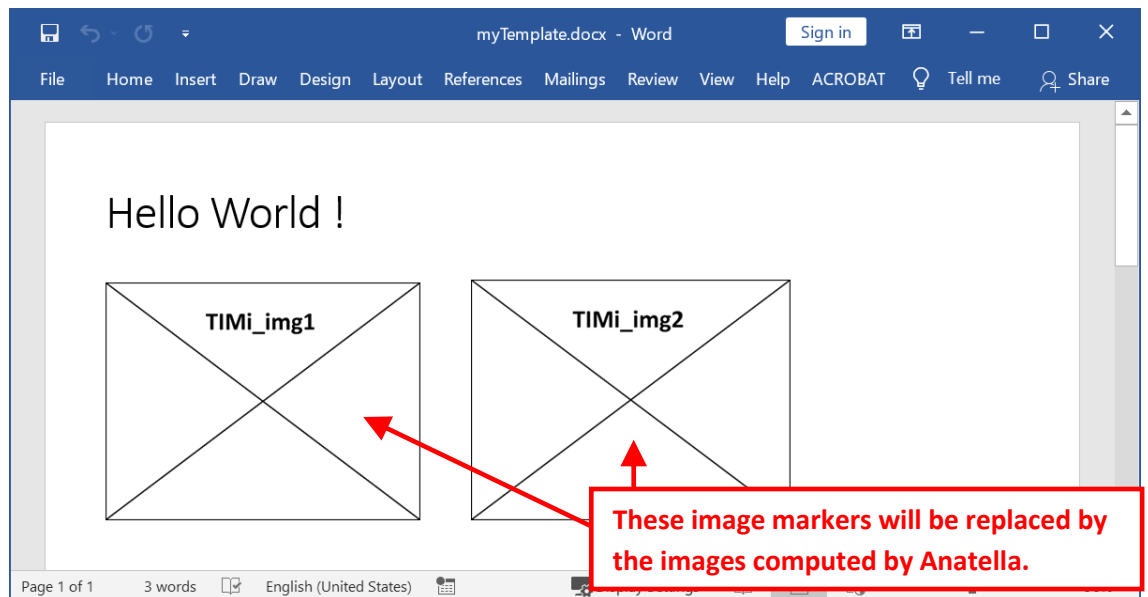 myTemplate.docx - Word
Sign in
File Home Insert Draw Design Layout References Mailings Review View Help ACROBAT Tell me Share
Hello World !
TIMi_img1 TIMi_img2
These image markers will be replaced by
the images computed by Anatella.
Page 1 of 1 3 words English (United States)